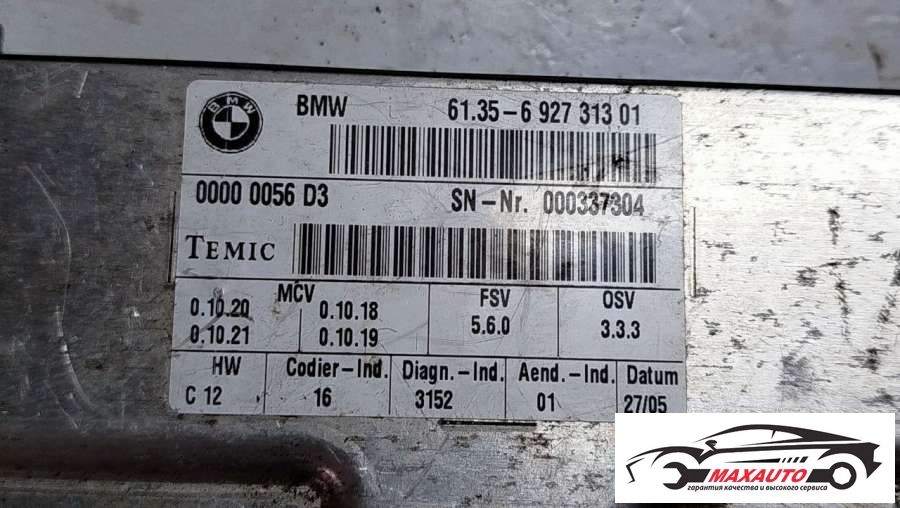 BMW
BMW 61.35-6 927 313 01
0000 0056 D3 SN-Nr. 000337304
TEMIC
MCV FSV OSV
0.10.20 0.10.18 5.6.0 3.3.3
0.10.21 0.10.19
HW Codier-Ind. Diagn.-Ind. Aend.-Ind. Datum
C 12 16 3152 01 27/05
MAXAUTO
гарантия качества и высокого сервиса